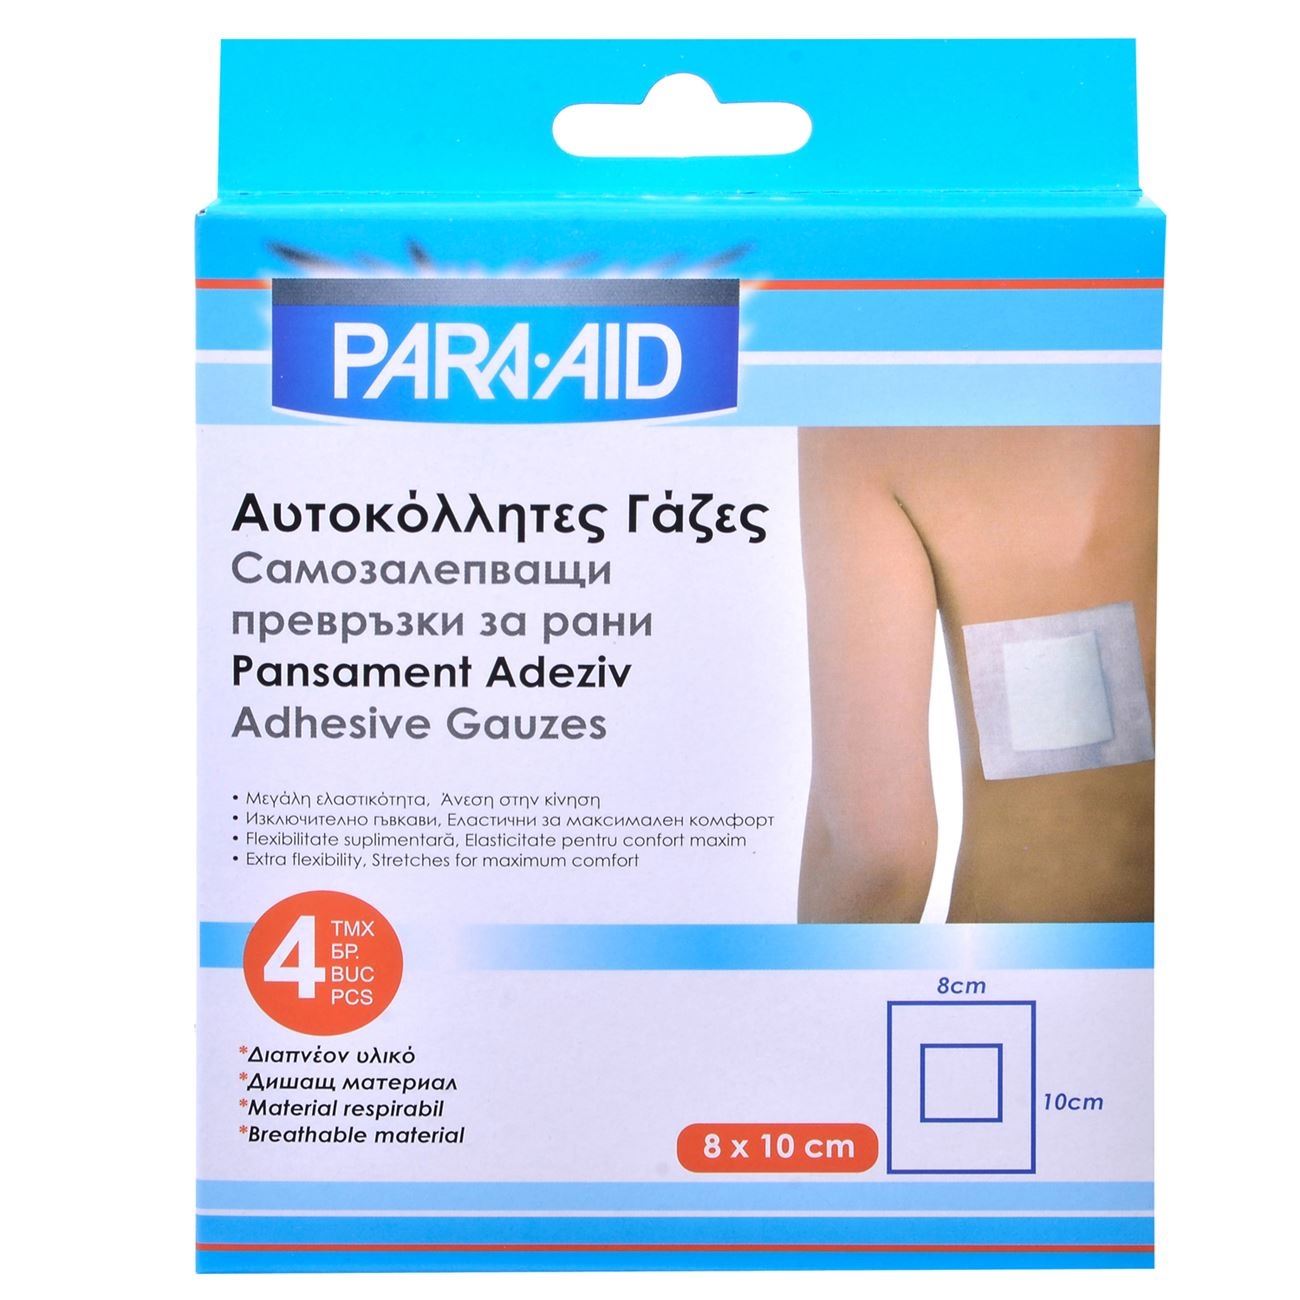 PARA·AID
Αυτοκόλλητες Γάζες
Самозалепващи
превръзки за рани
Pansament Adeziv
Adhesive Gauzes
• Μεγάλη ελαστικότητα, Άνεση στην κίνηση
• Изключително гъвкави, Еластични за максимален комфорт
• Flexibilitate suplimentară, Elasticitate pentru confort maxim
• Extra flexibility, Stretches for maximum comfort
4
ΤΜΧ
БР.
BUC
PCS
*Διαπνέον υλικό
*Дишащ материал
*Material respirabil
*Breathable material
8cm
10cm
8 x 10 cm